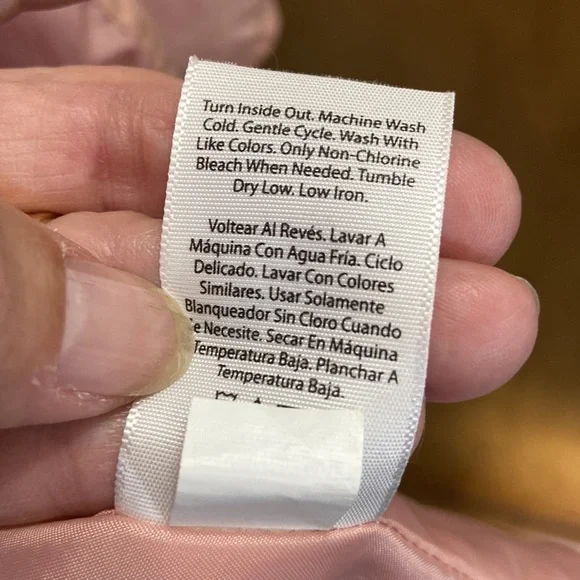 Turn Inside Out. Machine Wash
Cold. Gentle Cycle. Wash With
Like Colors. Only Non-Chlorine
Bleach When Needed. Tumble
Dry Low. Low Iron.
Voltear Al Revés. Lavar A
Máquina Con Agua Fría. Ciclo
Delicado. Lavar Con Colores
Similares. Usar Solamente
Blanqueador Sin Cloro Cuando
e Necesite. Secar En Máquina
Temperatura Baja. Planchar A
Temperatura Baja.